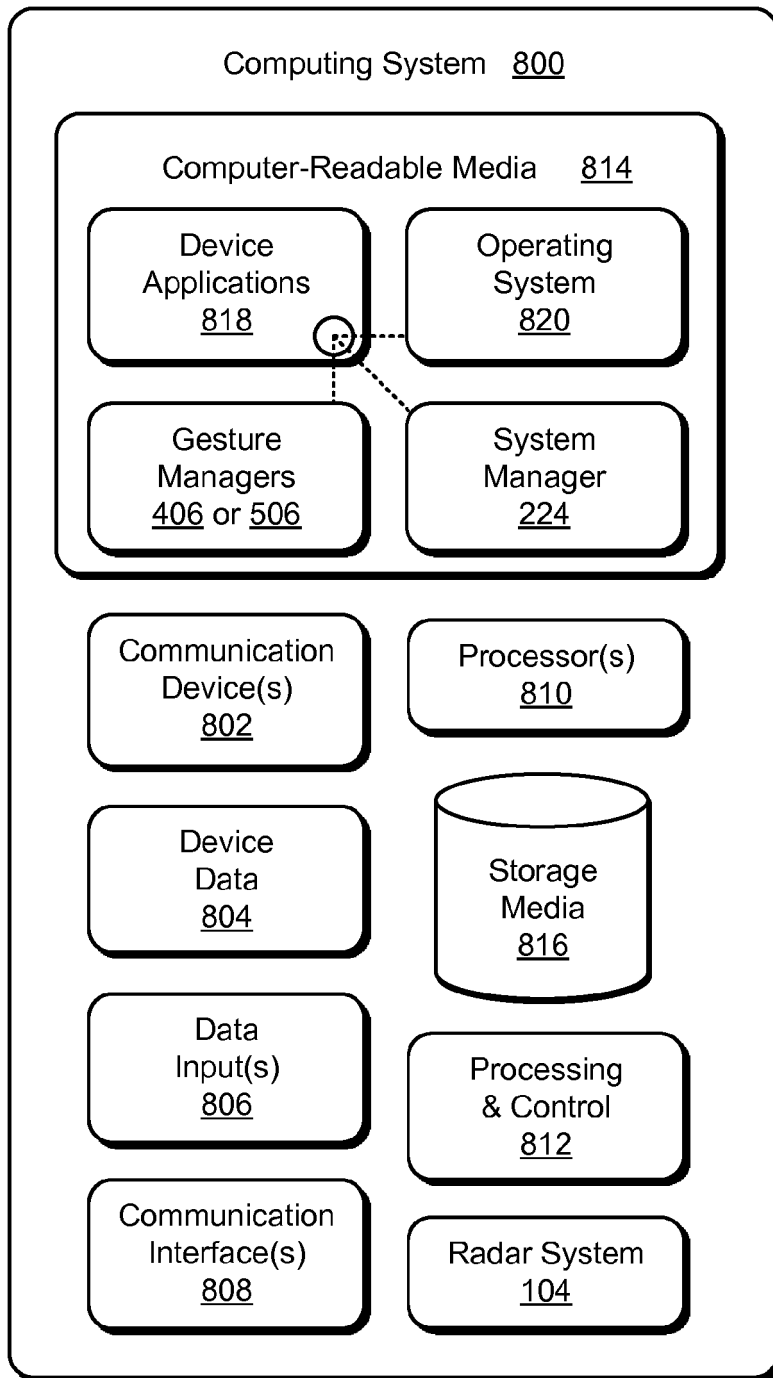 Computing System 800
Computer-Readable Media 814
Device
Applications
818
Operating
System
820
Gesture
Managers
406 or 506
System
Manager
224
Communication
Device(s)
802
Processor(s)
810
Device
Data
804
Storage
Media
816
Data
Input(s)
806
Processing
& Control
812
Communication
Interface(s)
808
Radar System
104